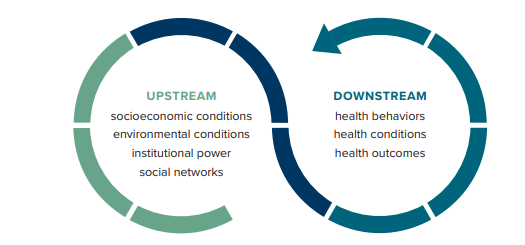 UPSTREAM
socioeconomic conditions
environmental conditions
institutional power
social networks
DOWNSTREAM
health behaviors
health conditions
health outcomes